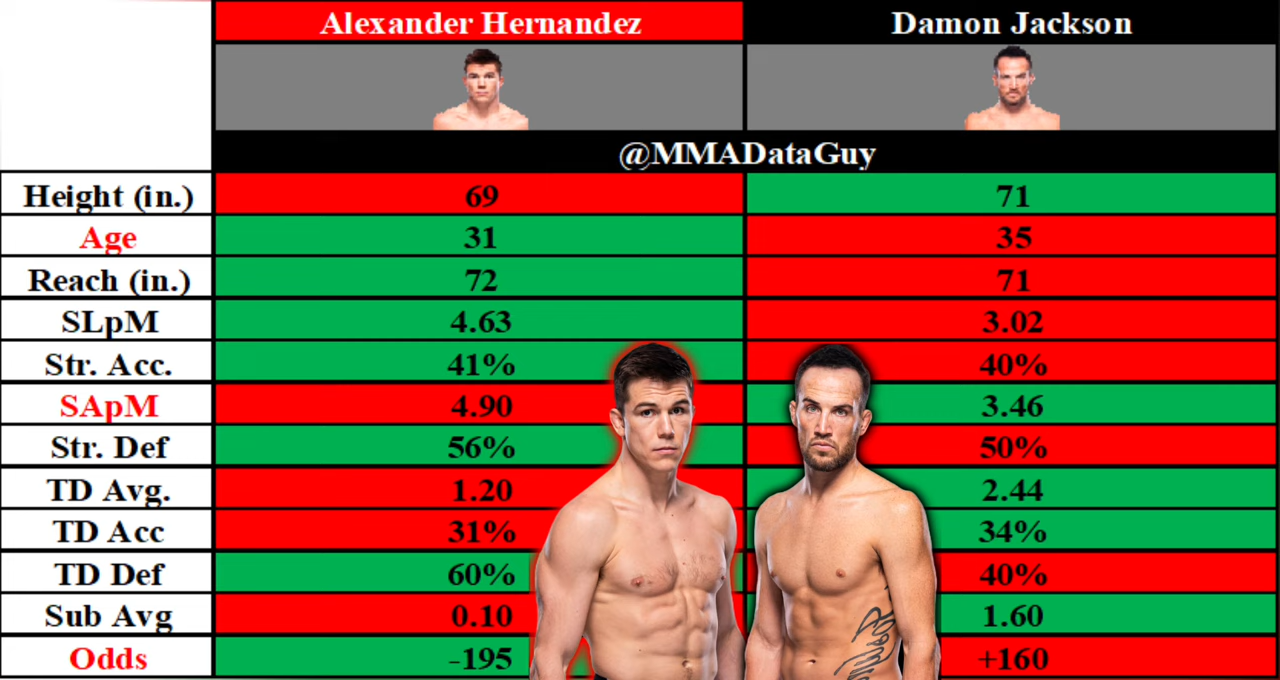 Alexander Hernandez Damon Jackson
@MMADataGuy
Height (in.) 69 71
Age 31 35
Reach (in.) 72 71
SLpM 4.63 3.02
Str. Acc. 41% 40%
SApM 4.90 3.46
Str. Def 56% 50%
TD Avg. 1.20 2.44
TD Acc 31% 34%
TD Def 60% 40%
Sub Avg 0.10 1.60
Odds -195 +160